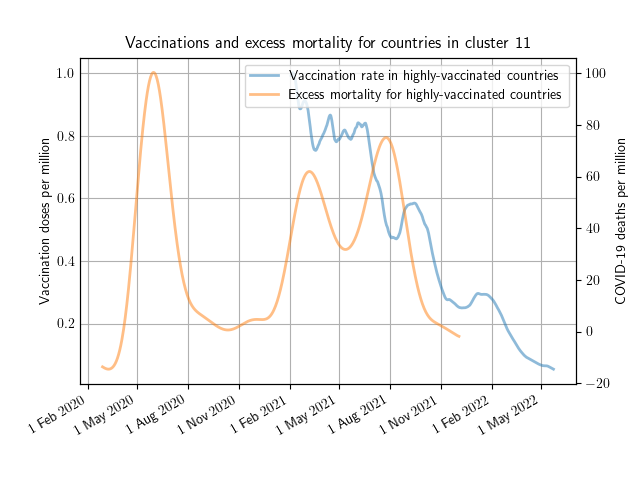 Vaccinations and excess mortality for countries in cluster 11
Vaccination rate in highly-vaccinated countries
Excess mortality for highly-vaccinated countries
Vaccination doses per million
1.0
0.8
0.6
0.4
0.2
COVID-19 deaths per million
100
80
60
40
20
0
−20
1 Feb 2020
1 May 2020
1 Aug 2020
1 Nov 2020
1 Feb 2021
1 May 2021
1 Aug 2021
1 Nov 2021
1 Feb 2022
1 May 2022